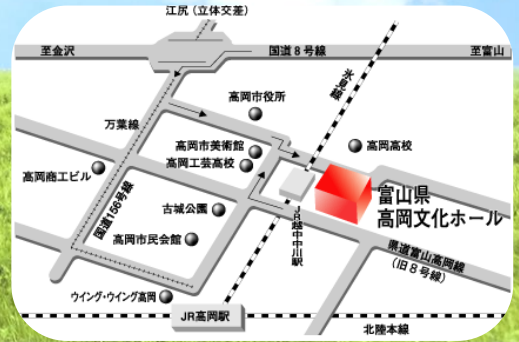 江尻(立体交差)
至金沢
国道8号線
至富山
氷見線
万葉線
高岡市役所
高岡市美術館
高岡工芸高校
高岡高校
高岡商工ビル
国道156号線
古城公園
JR越中中川駅
富山県
高岡文化ホール
高岡市民会館
県道富山高岡線
(旧8号線)
ウイング・ウイング高岡
JR高岡駅
北陸本線